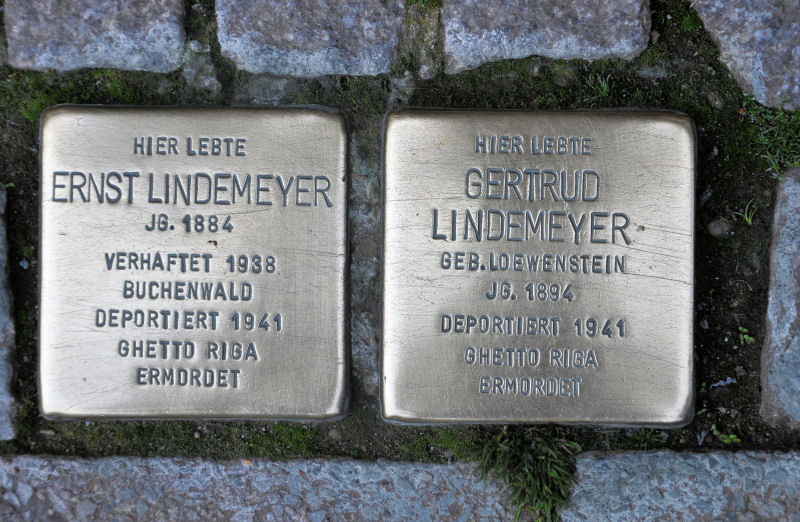 HIER LEBTE
ERNST LINDEMEYER
JG. 1884
VERHAFTET 1938
BUCHENWALD
DEPORTIERT 1941
GHETTO RIGA
ERMORDET
HIER LEBTE
GERTRUD
LINDEMEYER
GEB. LOEWENSTEIN
JG. 1894
DEPORTIERT 1941
GHETTO RIGA
ERMORDET